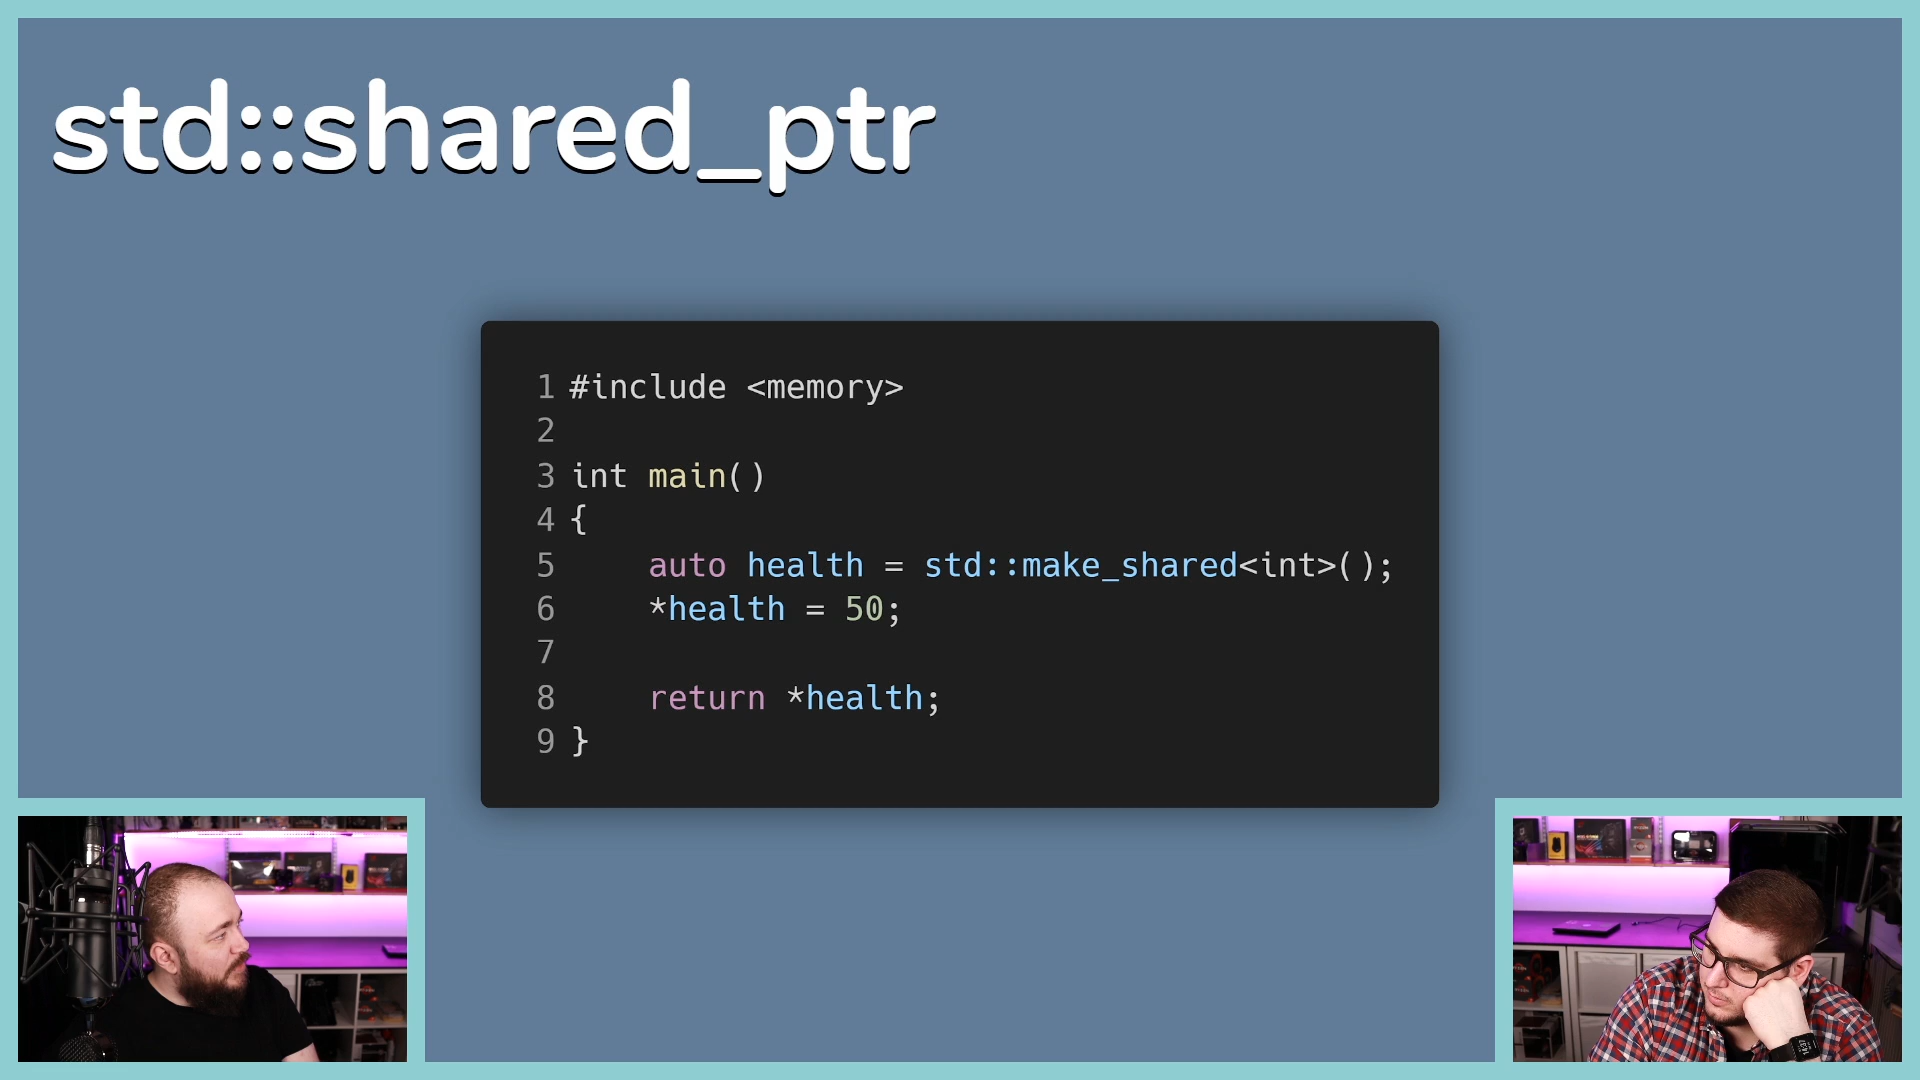 std::shared_ptr
1 #include <memory>
2
3 int main()
4 {
5     auto health = std::make_shared<int>();
6     *health = 50;
7
8     return *health;
9 }